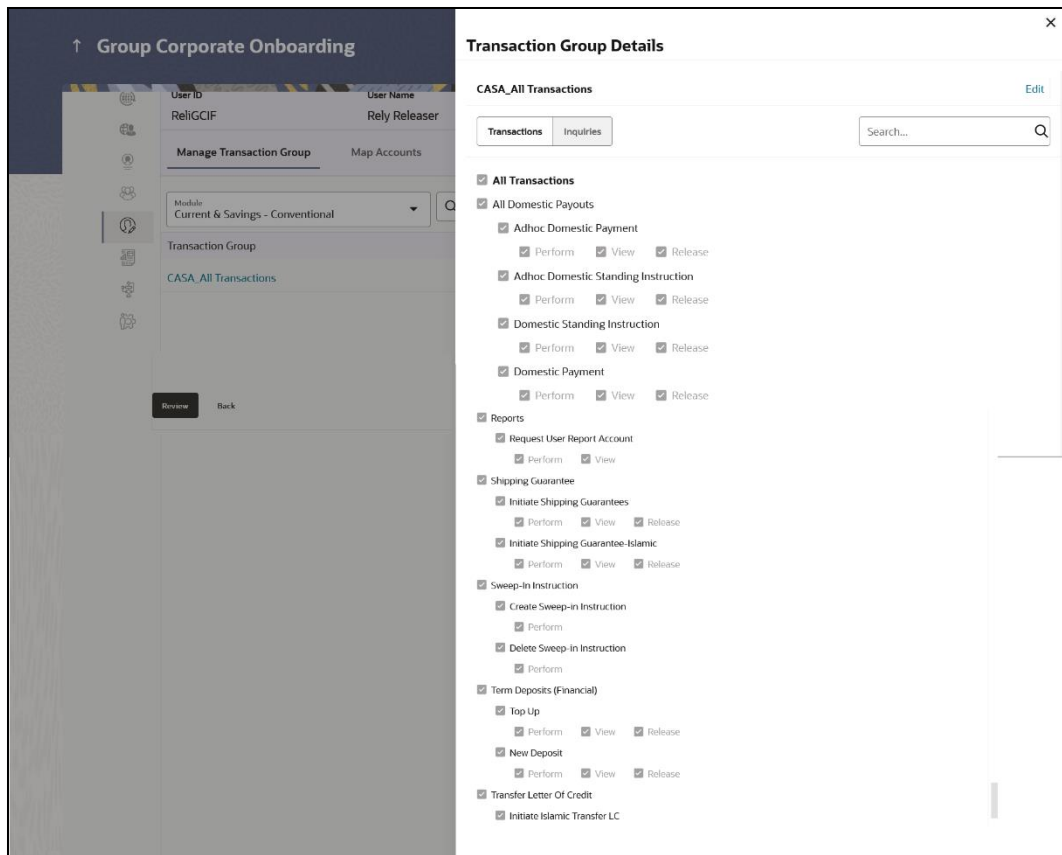 ↑ Group Corporate Onboarding
User ID User Name
ReliGCIF Rely Releaser
Manage Transaction Group Map Accounts
Module
Current & Savings - Conventional
Transaction Group
CASA_All Transactions
Review Back
Transaction Group Details
CASA_All Transactions Edit
Transactions Inquiries Search...
All Transactions
All Domestic Payouts
Adhoc Domestic Payment
Perform View Release
Adhoc Domestic Standing Instruction
Perform View Release
Domestic Standing Instruction
Perform View Release
Domestic Payment
Perform View Release
Reports
Request User Report Account
Perform View
Shipping Guarantee
Initiate Shipping Guarantees
Perform View Release
Initiate Shipping Guarantee-Islamic
Perform View Release
Sweep-In Instruction
Create Sweep-in Instruction
Perform
Delete Sweep-in Instruction
Perform
Term Deposits (Financial)
Top Up
Perform View Release
New Deposit
Perform View Release
Transfer Letter Of Credit
Initiate Islamic Transfer LC